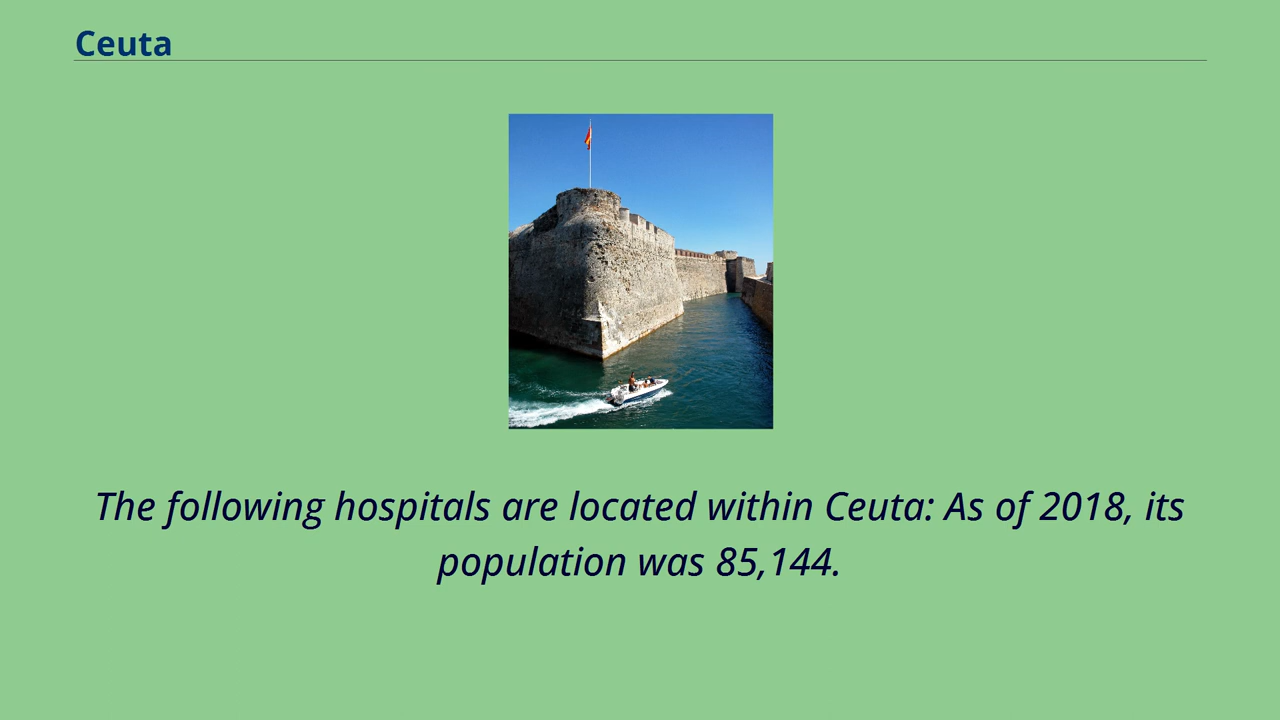 Ceuta
The following hospitals are located within Ceuta: As of 2018, its
population was 85,144.